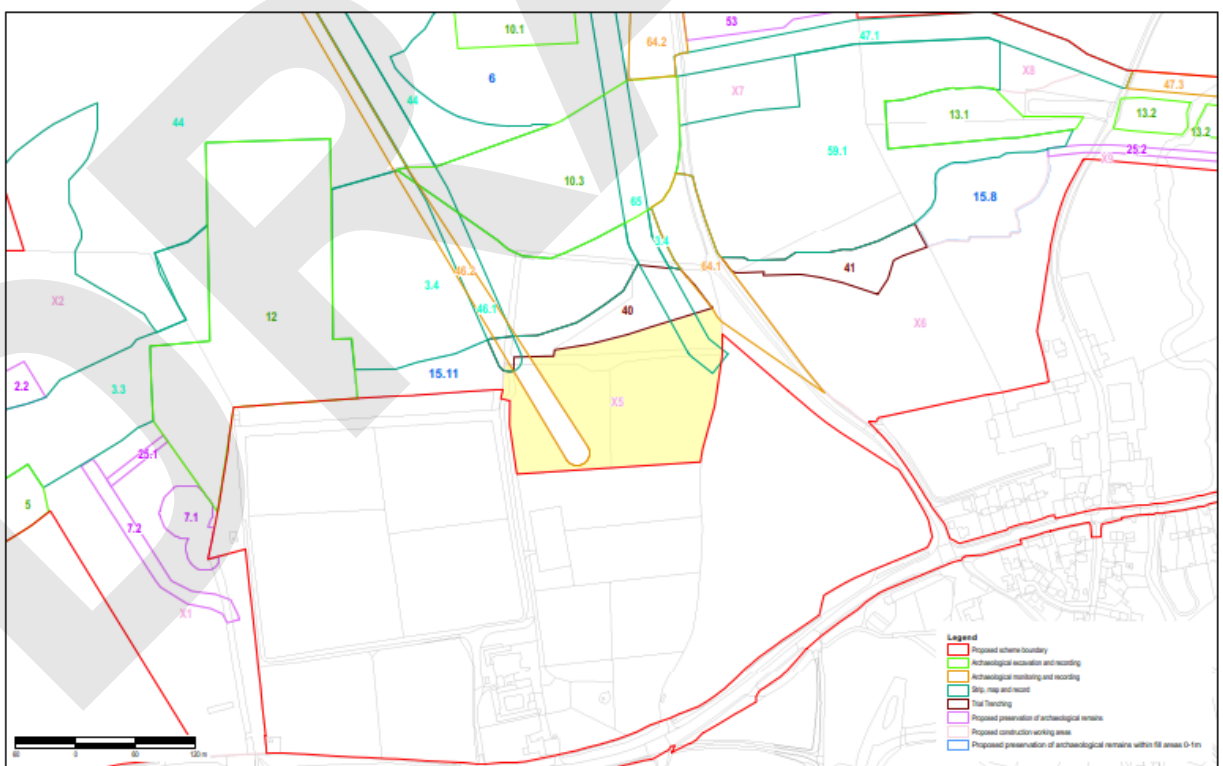 53
10.1
64.2
47.1
6
X8
X7
47.3
44
44
13.1
13.2
13.2
59.1
25.2
X9
10.3
15.8
65
3.4
64.1
41
46.2
3.4
46.1
X2
40
12
X6
15.11
2.2
3.3
X5
25.1
5
7.1
7.2
X1
Legend
Proposed scheme boundary
Archaeological excavation and recording
Archaeological monitoring and recording
Strip, map and record
Trial Trenching
Proposed preservation of archaeological remains
Proposed construction working areas
Proposed preservation of archaeological remains within fill areas 0-1m
60 0 60 120 m